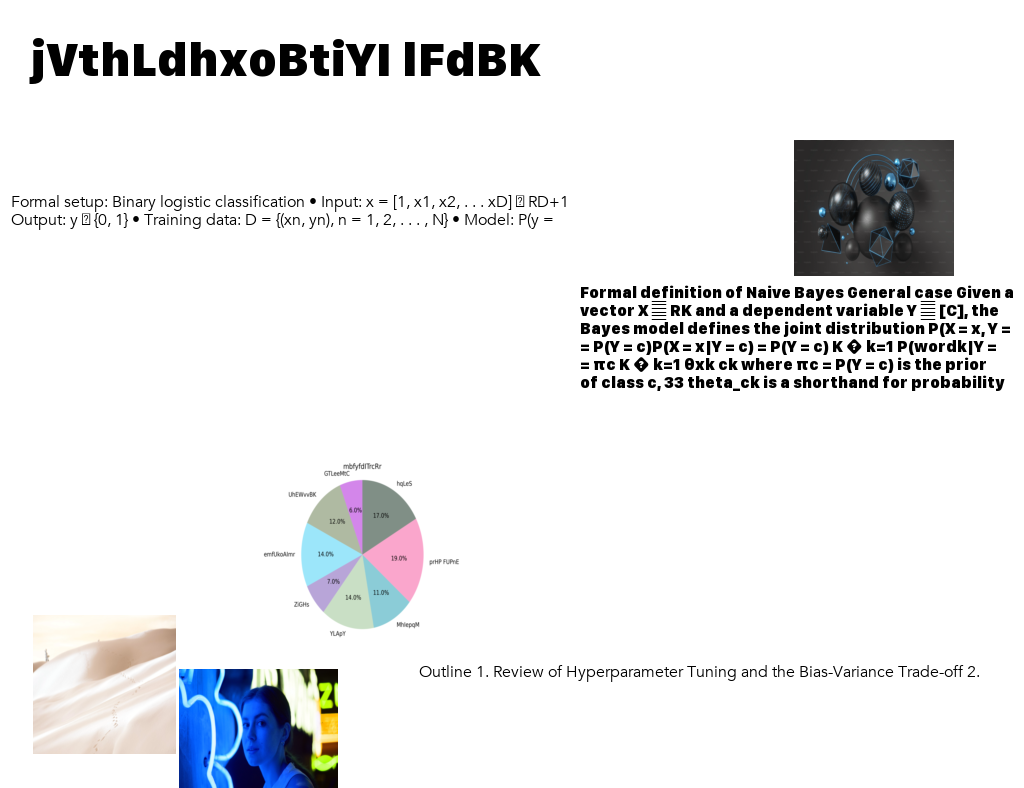 jVthLdhxoBtiYI lFdBK
Formal setup: Binary logistic classification • Input: x = [1, x1, x2, . . . xD] RD+1
Output: y {0, 1} • Training data: D = {(xn, yn), n = 1, 2, . . . , N} • Model: P(y =
Formal definition of Naive Bayes General case Given a
vector X RK and a dependent variable Y [C], the
Bayes model defines the joint distribution P(X = x, Y =
= P(Y = c)P(X = x|Y = c) = P(Y = c) K � k=1 P(wordk|Y =
= πc K � k=1 θxk ck where πc = P(Y = c) is the prior
of class c, 33 theta_ck is a shorthand for probability
mbfyfdlTrcRr
GTLeeMtC
hqLeS
UhEWvvBK
6.0%
17.0%
12.0%
emfUkoAImr
14.0%
19.0%
prHP FUPnE
7.0%
11.0%
14.0%
ZiGHs
MhIepqM
YLApY
Outline 1. Review of Hyperparameter Tuning and the Bias-Variance Trade-off 2.